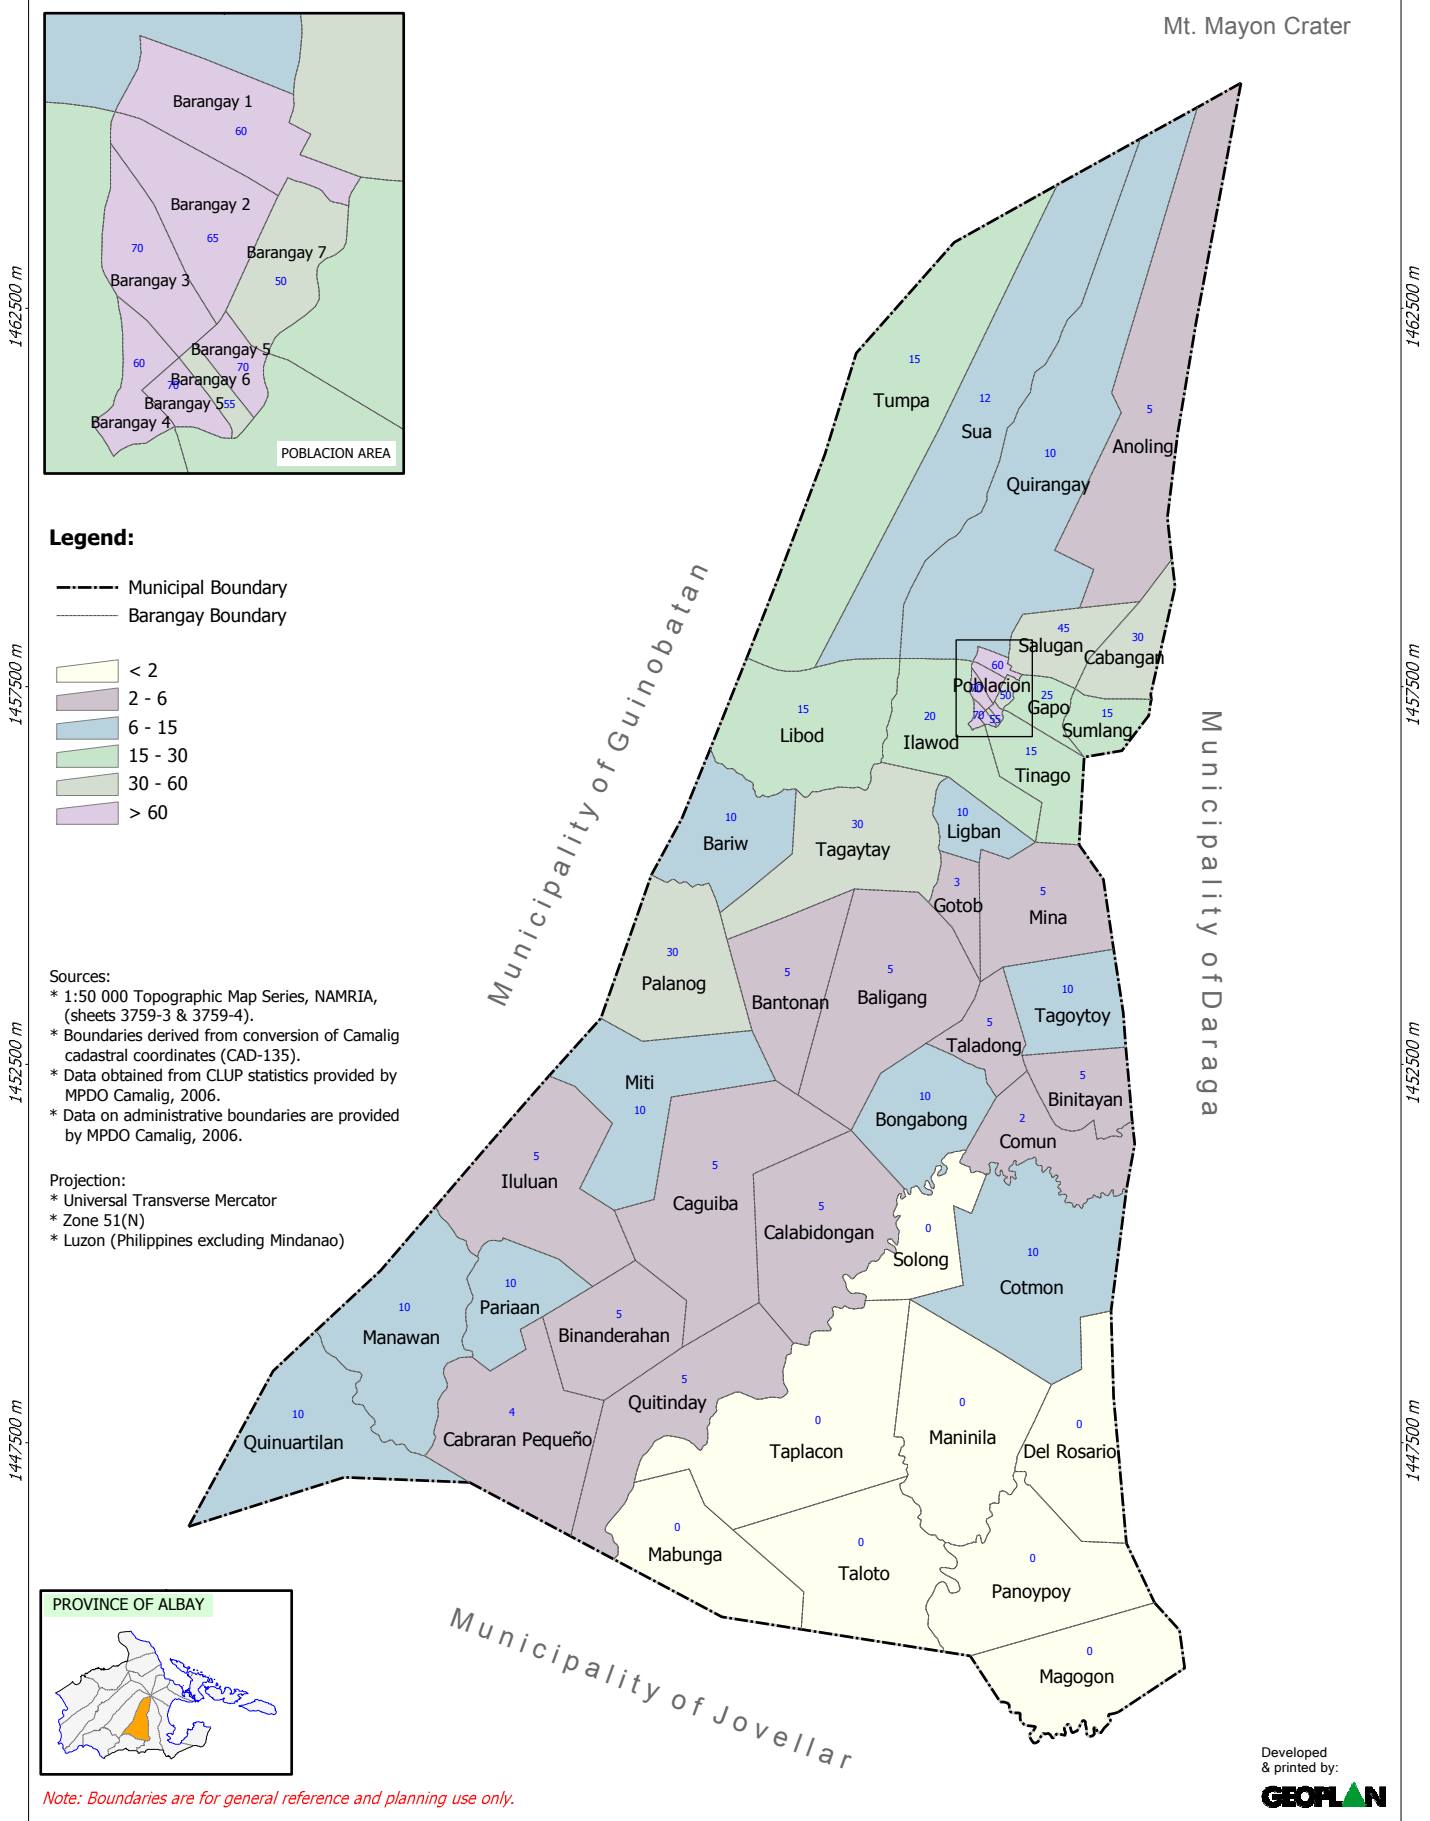 Mt. Mayon Crater
Barangay 1
60
Barangay 2
65
70
Barangay 3
Barangay 7
50
Barangay 5
70
60
Barangay 6
70
Barangay 5
55
Barangay 4
POBLACION AREA
1462500 m
1462500 m
1457500 m
1457500 m
1452500 m
1452500 m
1447500 m
1447500 m
Legend:
Municipal Boundary
Barangay Boundary
< 2
2 - 6
6 - 15
15 - 30
30 - 60
> 60
Sources:
* 1:50 000 Topographic Map Series, NAMRIA,
(sheets 3759-3 & 3759-4).
* Boundaries derived from conversion of Camalig
cadastral coordinates (CAD-135).
* Data obtained from CLUP statistics provided by
MPDO Camalig, 2006.
* Data on administrative boundaries are provided
by MPDO Camalig, 2006.
Projection:
* Universal Transverse Mercator
* Zone 51(N)
* Luzon (Philippines excluding Mindanao)
Municipality of Guinobatan
Municipality of Daraga
Municipality of Jovellar
15
Tumpa
12
Sua
10
Quirangay
5
Anoling
45
Salugan
30
Cabangan
60
Poblacion
50
70
55
25
Gapo
15
Sumlang
15
Libod
20
Ilawod
15
Tinago
10
Bariw
30
Tagaytay
10
Ligban
3
Gotob
5
Mina
30
Palanog
5
Bantonan
5
Baligang
10
Tagoytoy
5
Taladong
5
Binitayan
Miti
10
10
Bongabong
2
Comun
5
Iluluan
5
Caguiba
5
Calabidongan
0
Solong
10
Cotmon
10
Manawan
10
Pariaan
5
Binanderahan
5
Quitinday
10
Quinuartilan
4
Cabraran Pequeño
0
Taplacon
0
Maninila
0
Del Rosario
0
Mabunga
0
Taloto
0
Panoypoy
0
Magogon
PROVINCE OF ALBAY
Note: Boundaries are for general reference and planning use only.
Developed
& printed by:
GEOPLAN